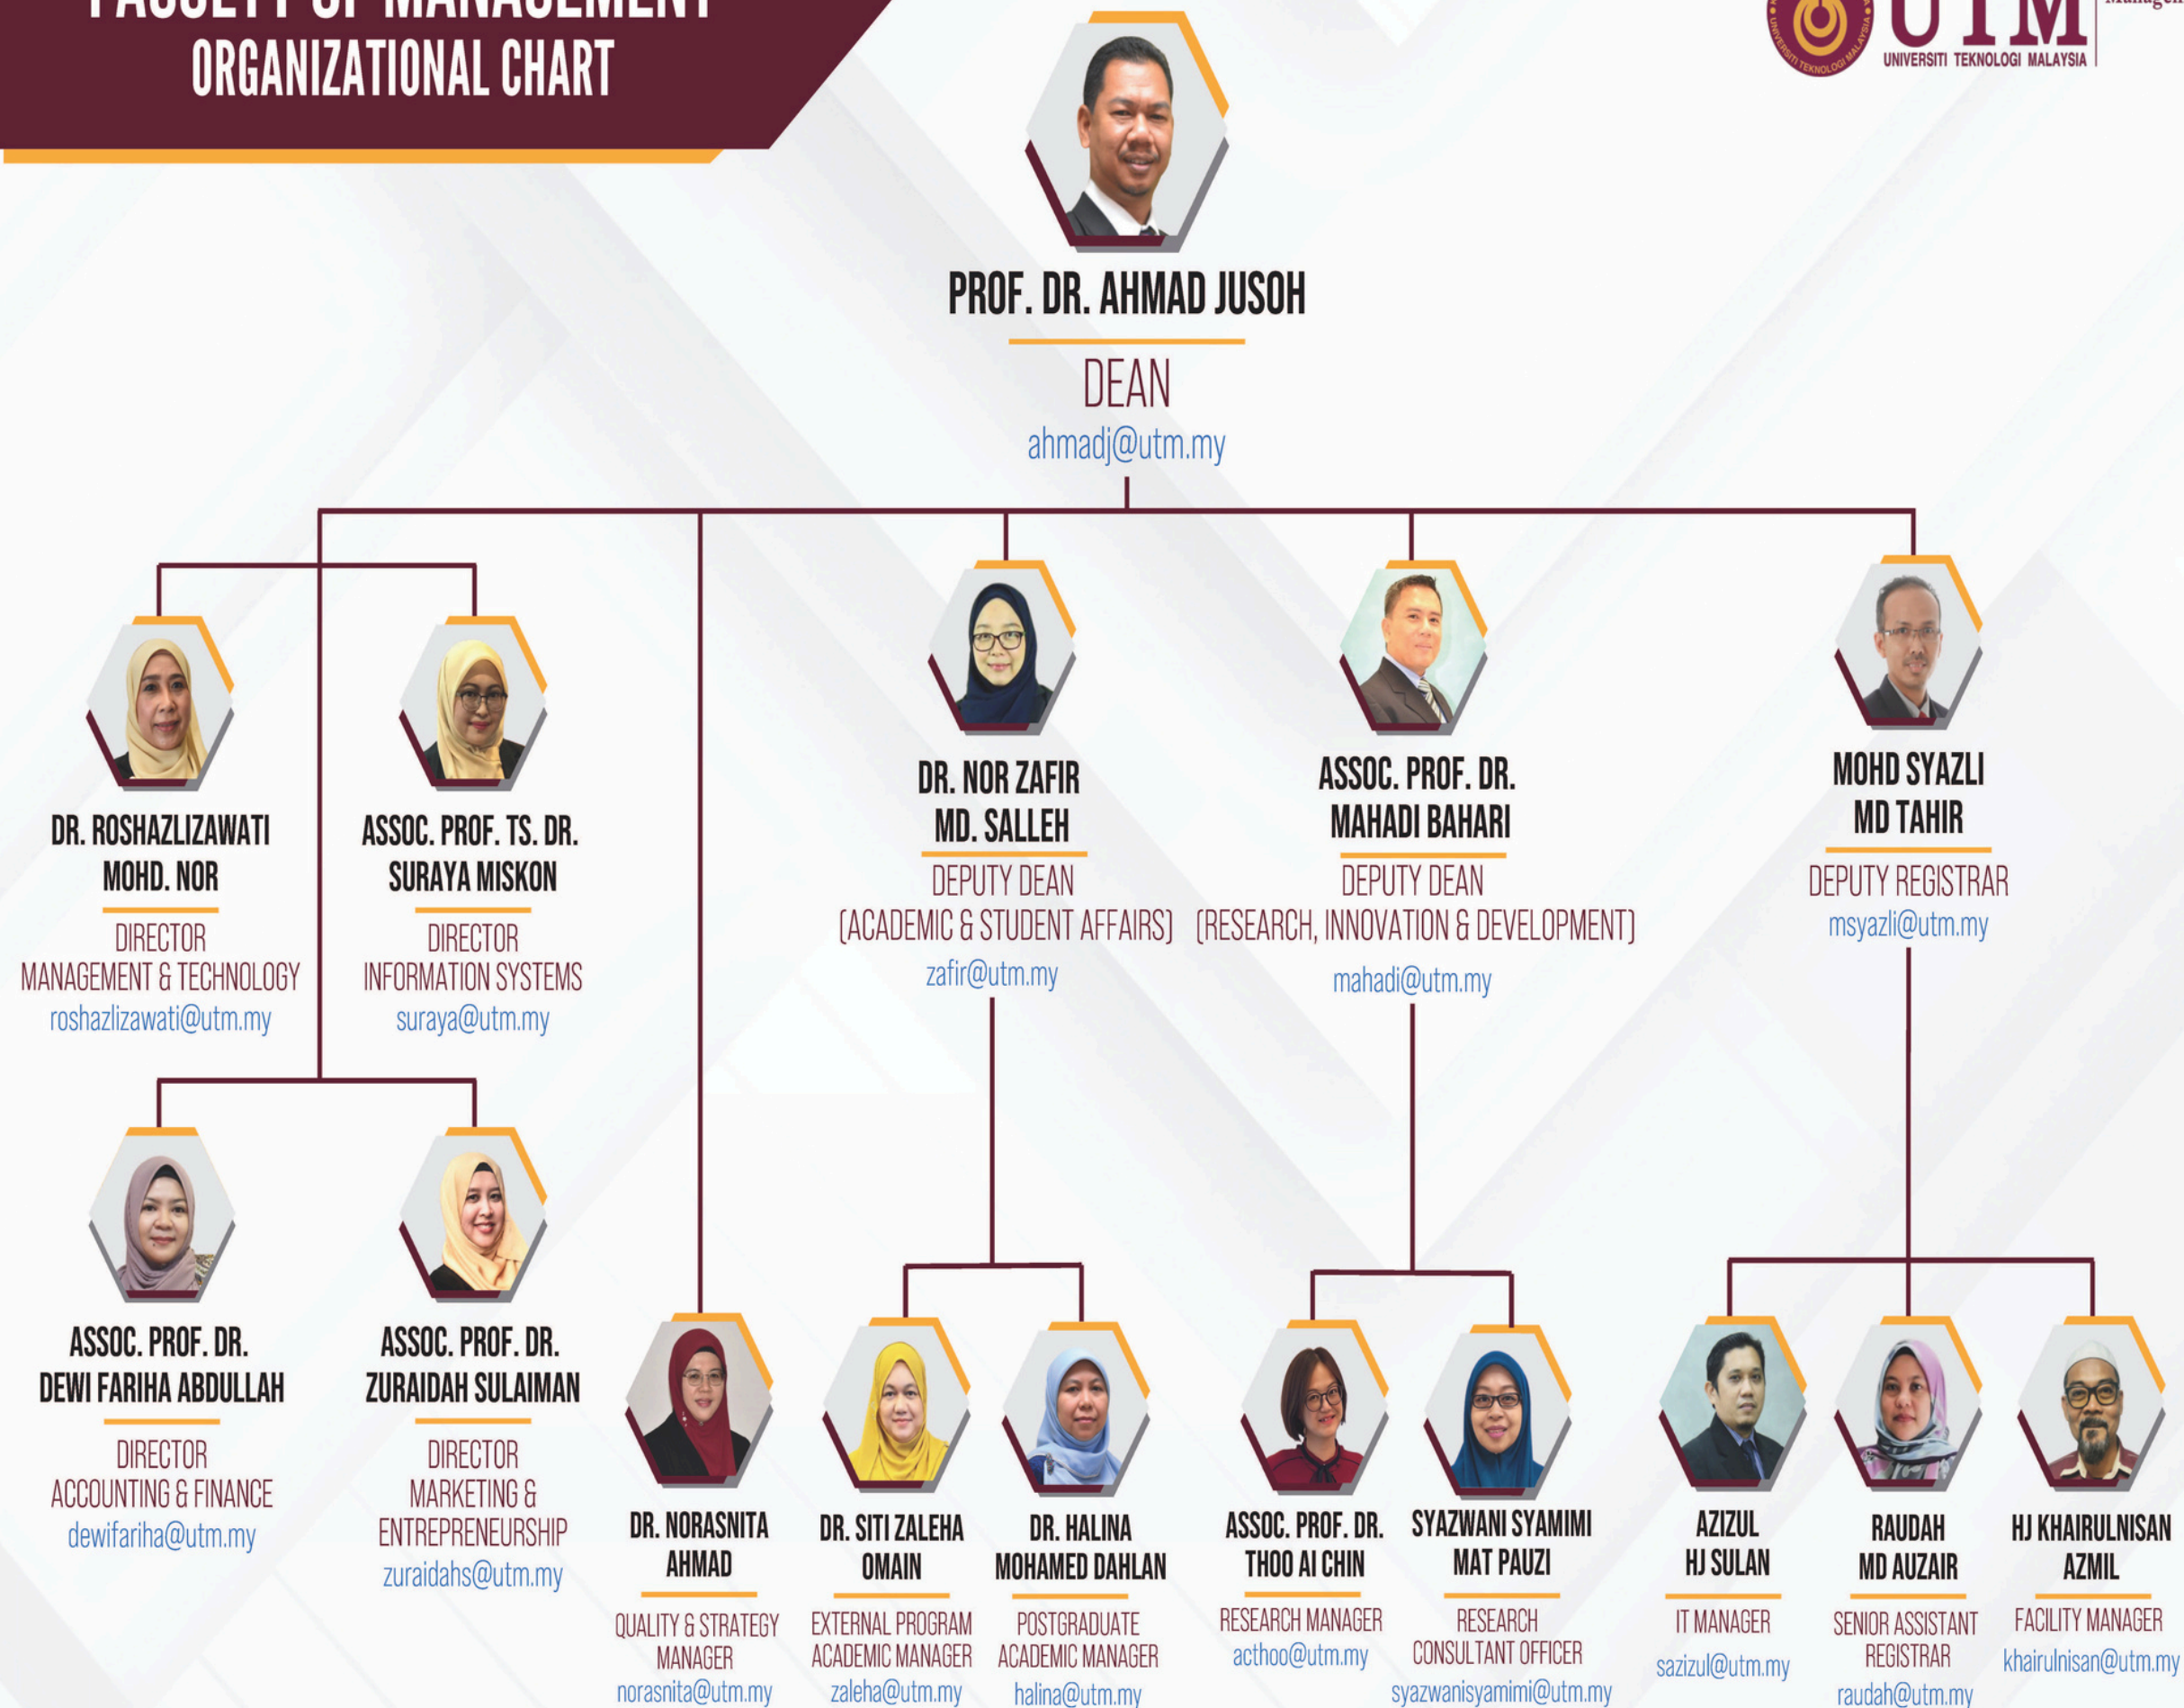 FACULTY OF MANAGEMENT
ORGANIZATIONAL CHART
UTM
UNIVERSITI TEKNOLOGI MALAYSIA
UNIVERSITI TEKNOLOGI MALAYSIA
PROF. DR. AHMAD JUSOH
DEAN
ahmadj@utm.my
DR. ROSHAZLIZAWATI
MOHD. NOR
DIRECTOR
MANAGEMENT & TECHNOLOGY
roshazlizawati@utm.my
ASSOC. PROF. TS. DR.
SURAYA MISKON
DIRECTOR
INFORMATION SYSTEMS
suraya@utm.my
DR. NOR ZAFIR
MD. SALLEH
DEPUTY DEAN
(ACADEMIC & STUDENT AFFAIRS)
zafir@utm.my
ASSOC. PROF. DR.
MAHADI BAHARI
DEPUTY DEAN
(RESEARCH, INNOVATION & DEVELOPMENT)
mahadi@utm.my
MOHD SYAZLI
MD TAHIR
DEPUTY REGISTRAR
msyazli@utm.my
ASSOC. PROF. DR.
DEWI FARIHA ABDULLAH
DIRECTOR
ACCOUNTING & FINANCE
dewifariha@utm.my
ASSOC. PROF. DR.
ZURAIDAH SULAIMAN
DIRECTOR
MARKETING &
ENTREPRENEURSHIP
zuraidahs@utm.my
DR. NORASNITA
AHMAD
QUALITY & STRATEGY
MANAGER
norasnita@utm.my
DR. SITI ZALEHA
OMAIN
EXTERNAL PROGRAM
ACADEMIC MANAGER
zaleha@utm.my
DR. HALINA
MOHAMED DAHLAN
POSTGRADUATE
ACADEMIC MANAGER
halina@utm.my
ASSOC. PROF. DR.
THOO AI CHIN
RESEARCH MANAGER
acthoo@utm.my
SYAZWANI SYAMIMI
MAT PAUZI
RESEARCH
CONSULTANT OFFICER
syazwanisyamimi@utm.my
AZIZUL
HJ SULAN
IT MANAGER
sazizul@utm.my
RAUDAH
MD AUZAIR
SENIOR ASSISTANT
REGISTRAR
raudah@utm.my
HJ KHAIRULNISAN
AZMIL
FACILITY MANAGER
khairulnisan@utm.my